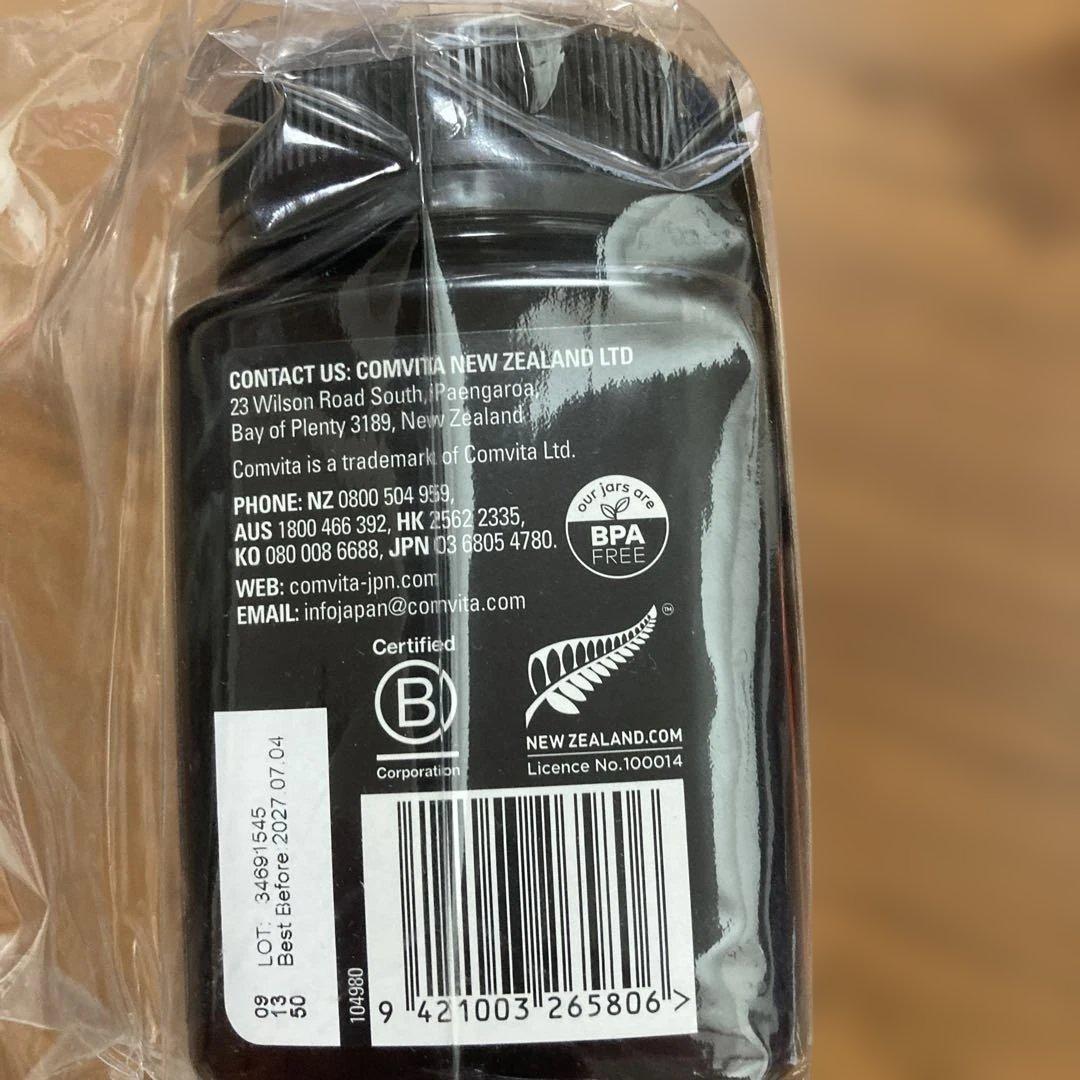 CONTACT US: COMVITA NEW ZEALAND LTD
23 Wilson Road South, Paengaroa,
Bay of Plenty 3189, New Zealand
Comvita is a trademark of Comvita Ltd.
PHONE: NZ 0800 504 959,
AUS 1800 466 392, HK 2562 2335,
KO 080 008 6688, JPN 03 6805 4780.
WEB: comvita-jpn.com
EMAIL: infojapan@comvita.com
our jars are
BPA
FREE
Certified
B
Corporation
TM
NEW ZEALAND.COM
Licence No.100014
LOT: 34691545
Best Before:2027.07.04
09
13
50
104980
9 421003 265806 >